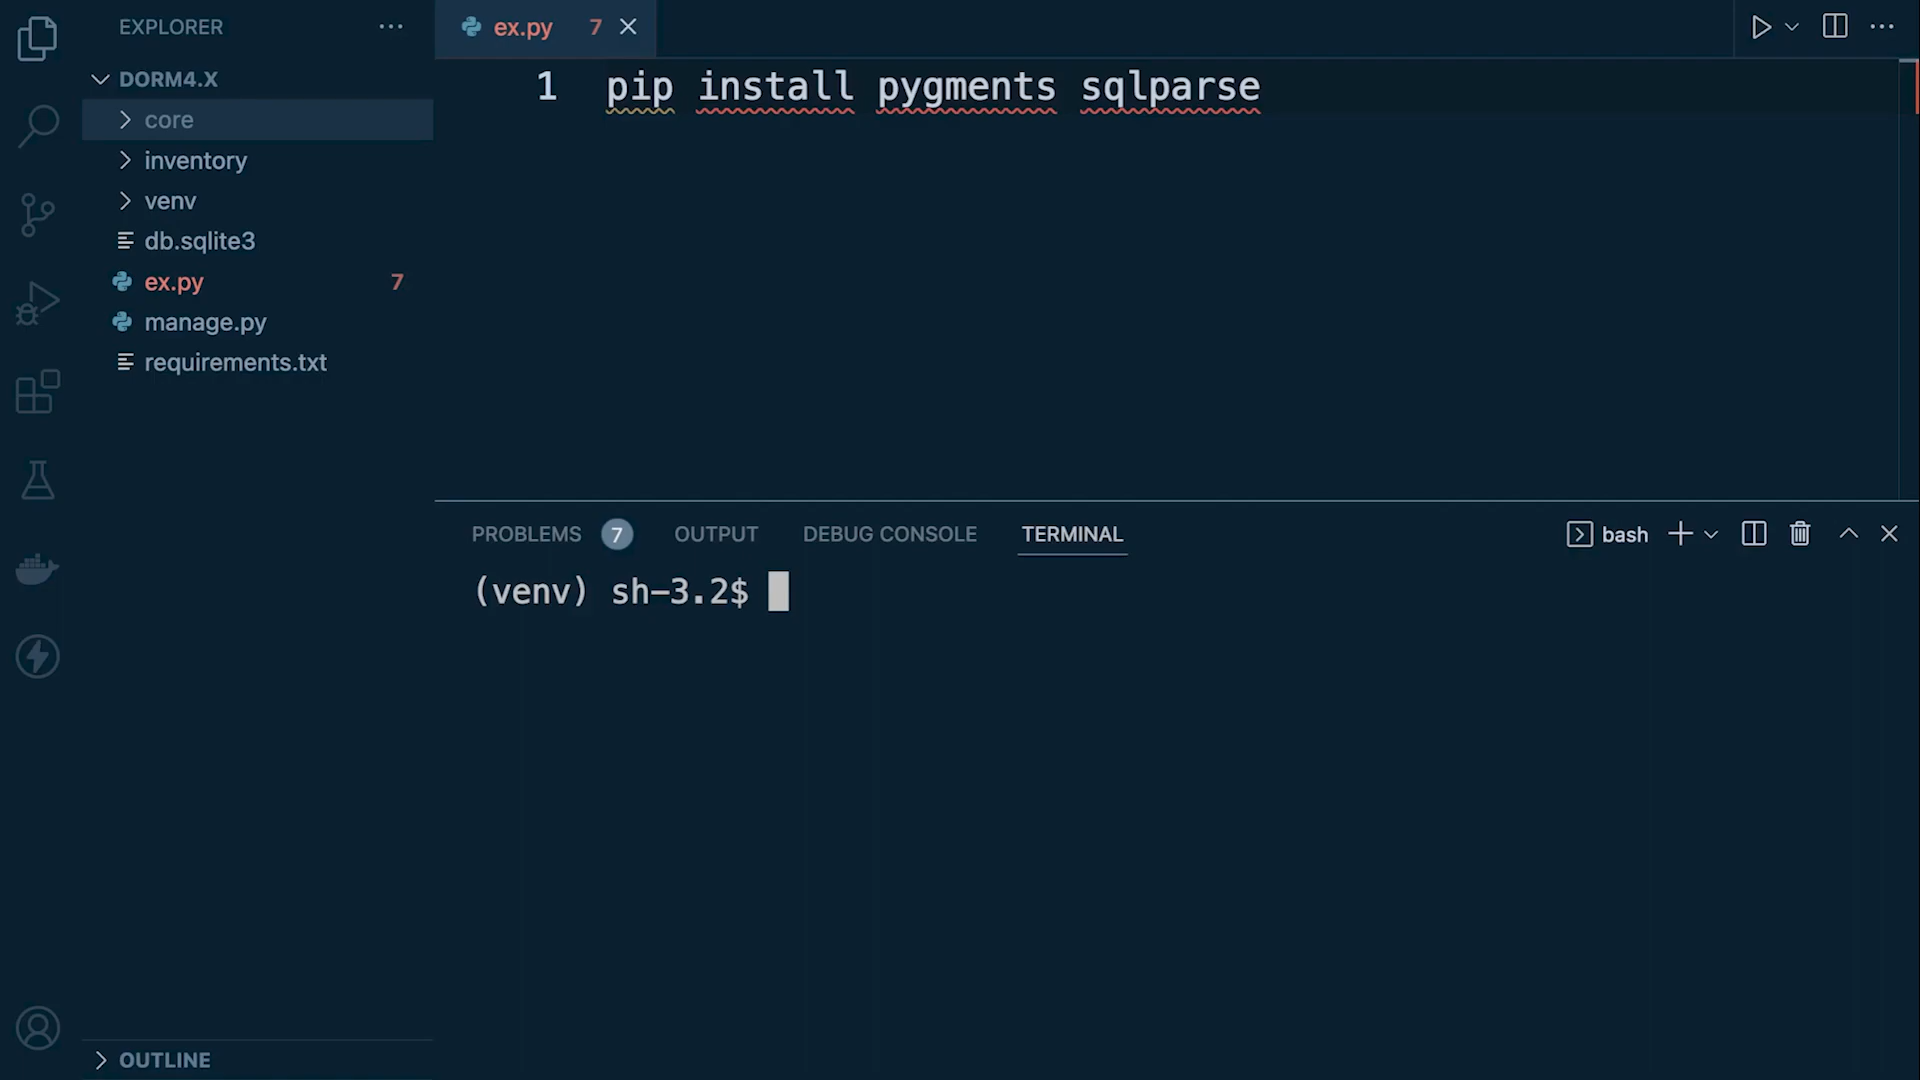 EXPLORER
DORM4.X
core
inventory
venv
db.sqlite3
ex.py 7
manage.py
requirements.txt
OUTLINE
ex.py 7
1 pip install pygments sqlparse
PROBLEMS 7 OUTPUT DEBUG CONSOLE TERMINAL bash
(venv) sh-3.2$